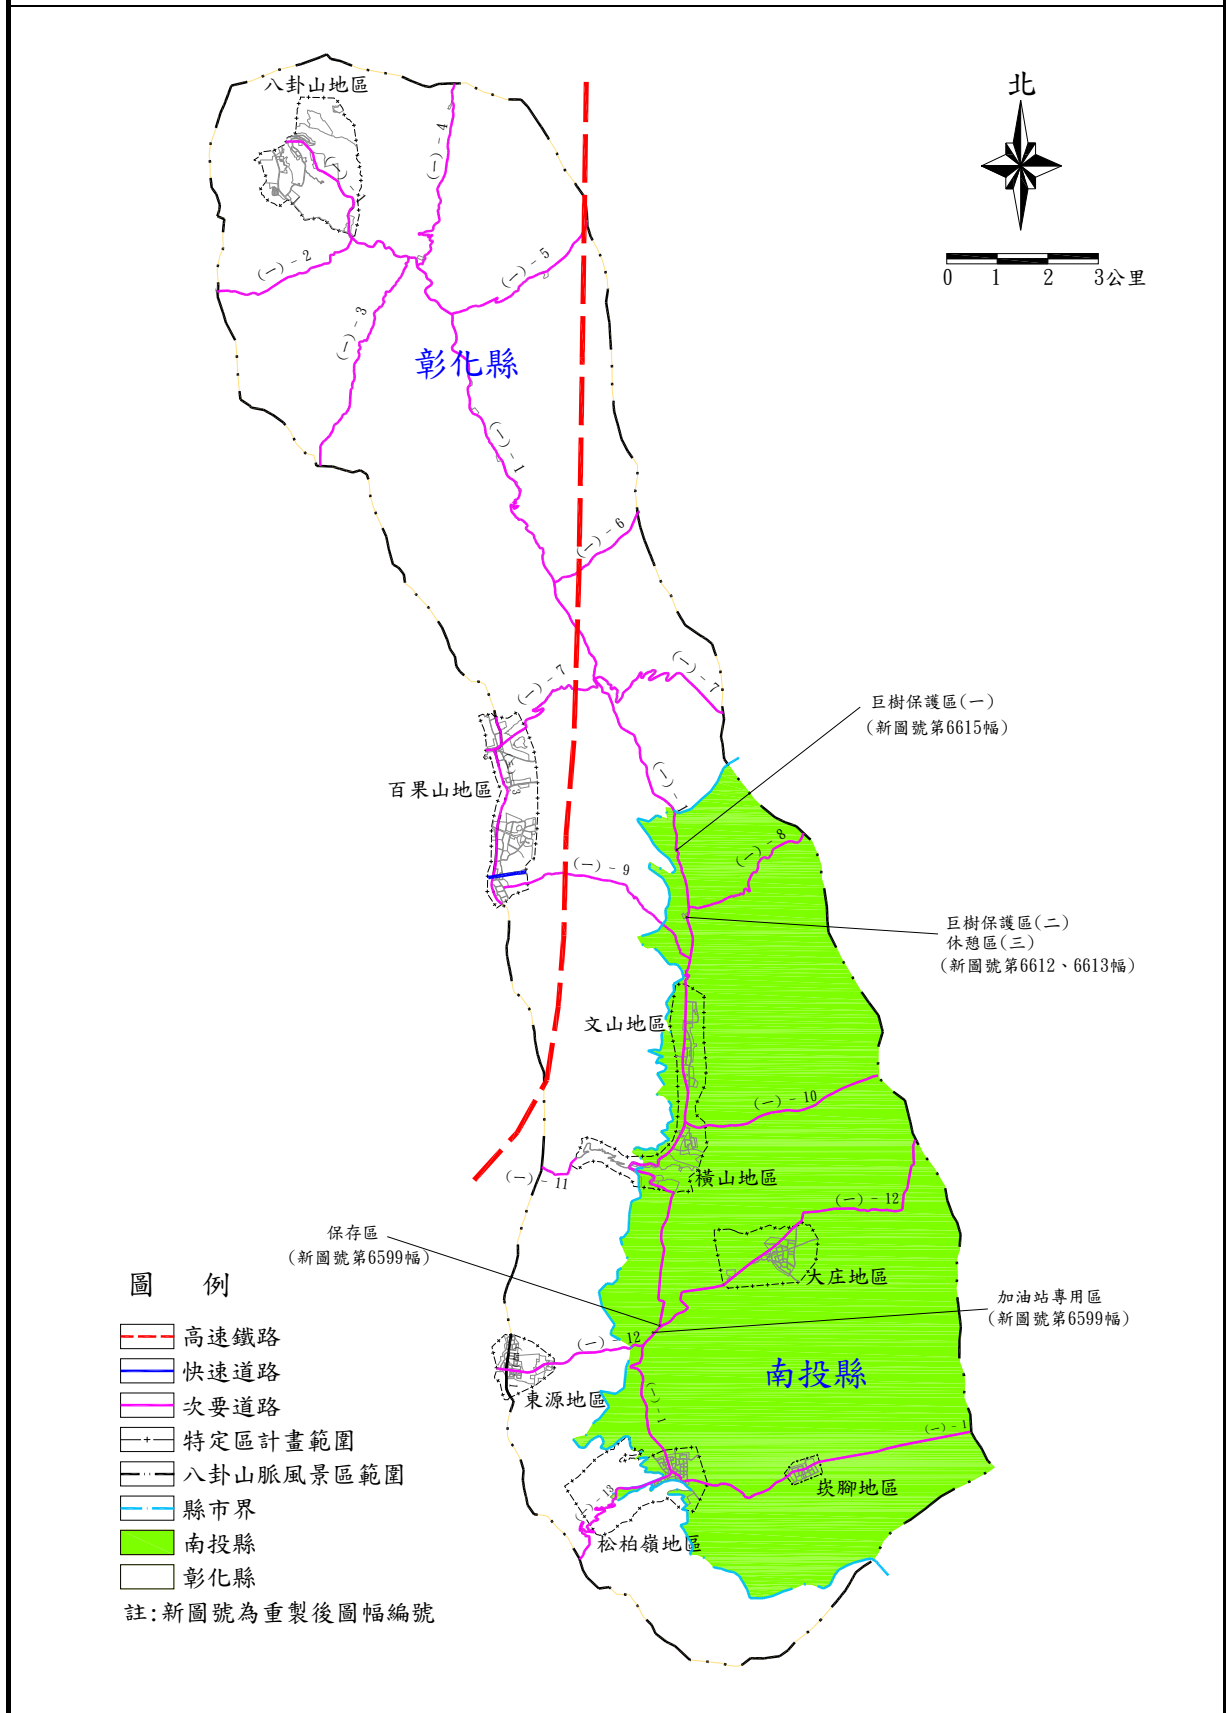 八卦山地區
北
0 1 2 3公里
(一)-4
(一)-2
(一)-5
(一)-3
彰化縣
(一)-1
(一)-6
(一)-7
(一)-7
巨樹保護區(一)
(新圖號第6615幅)
百果山地區
(一)-1
(一)-8
(一)-9
巨樹保護區(二)
休憩區(三)
(新圖號第6612、6613幅)
文山地區
(一)-10
橫山地區
(一)-11
(一)-12
保存區
(新圖號第6599幅)
大庄地區
加油站專用區
(新圖號第6599幅)
(一)-12
南投縣
東源地區
(一)-1
(一)-1
崁腳地區
(一)-13
松柏嶺地區
圖 例
高速鐵路
快速道路
次要道路
特定區計畫範圍
八卦山脈風景區範圍
縣市界
南投縣
彰化縣
註:新圖號為重製後圖幅編號